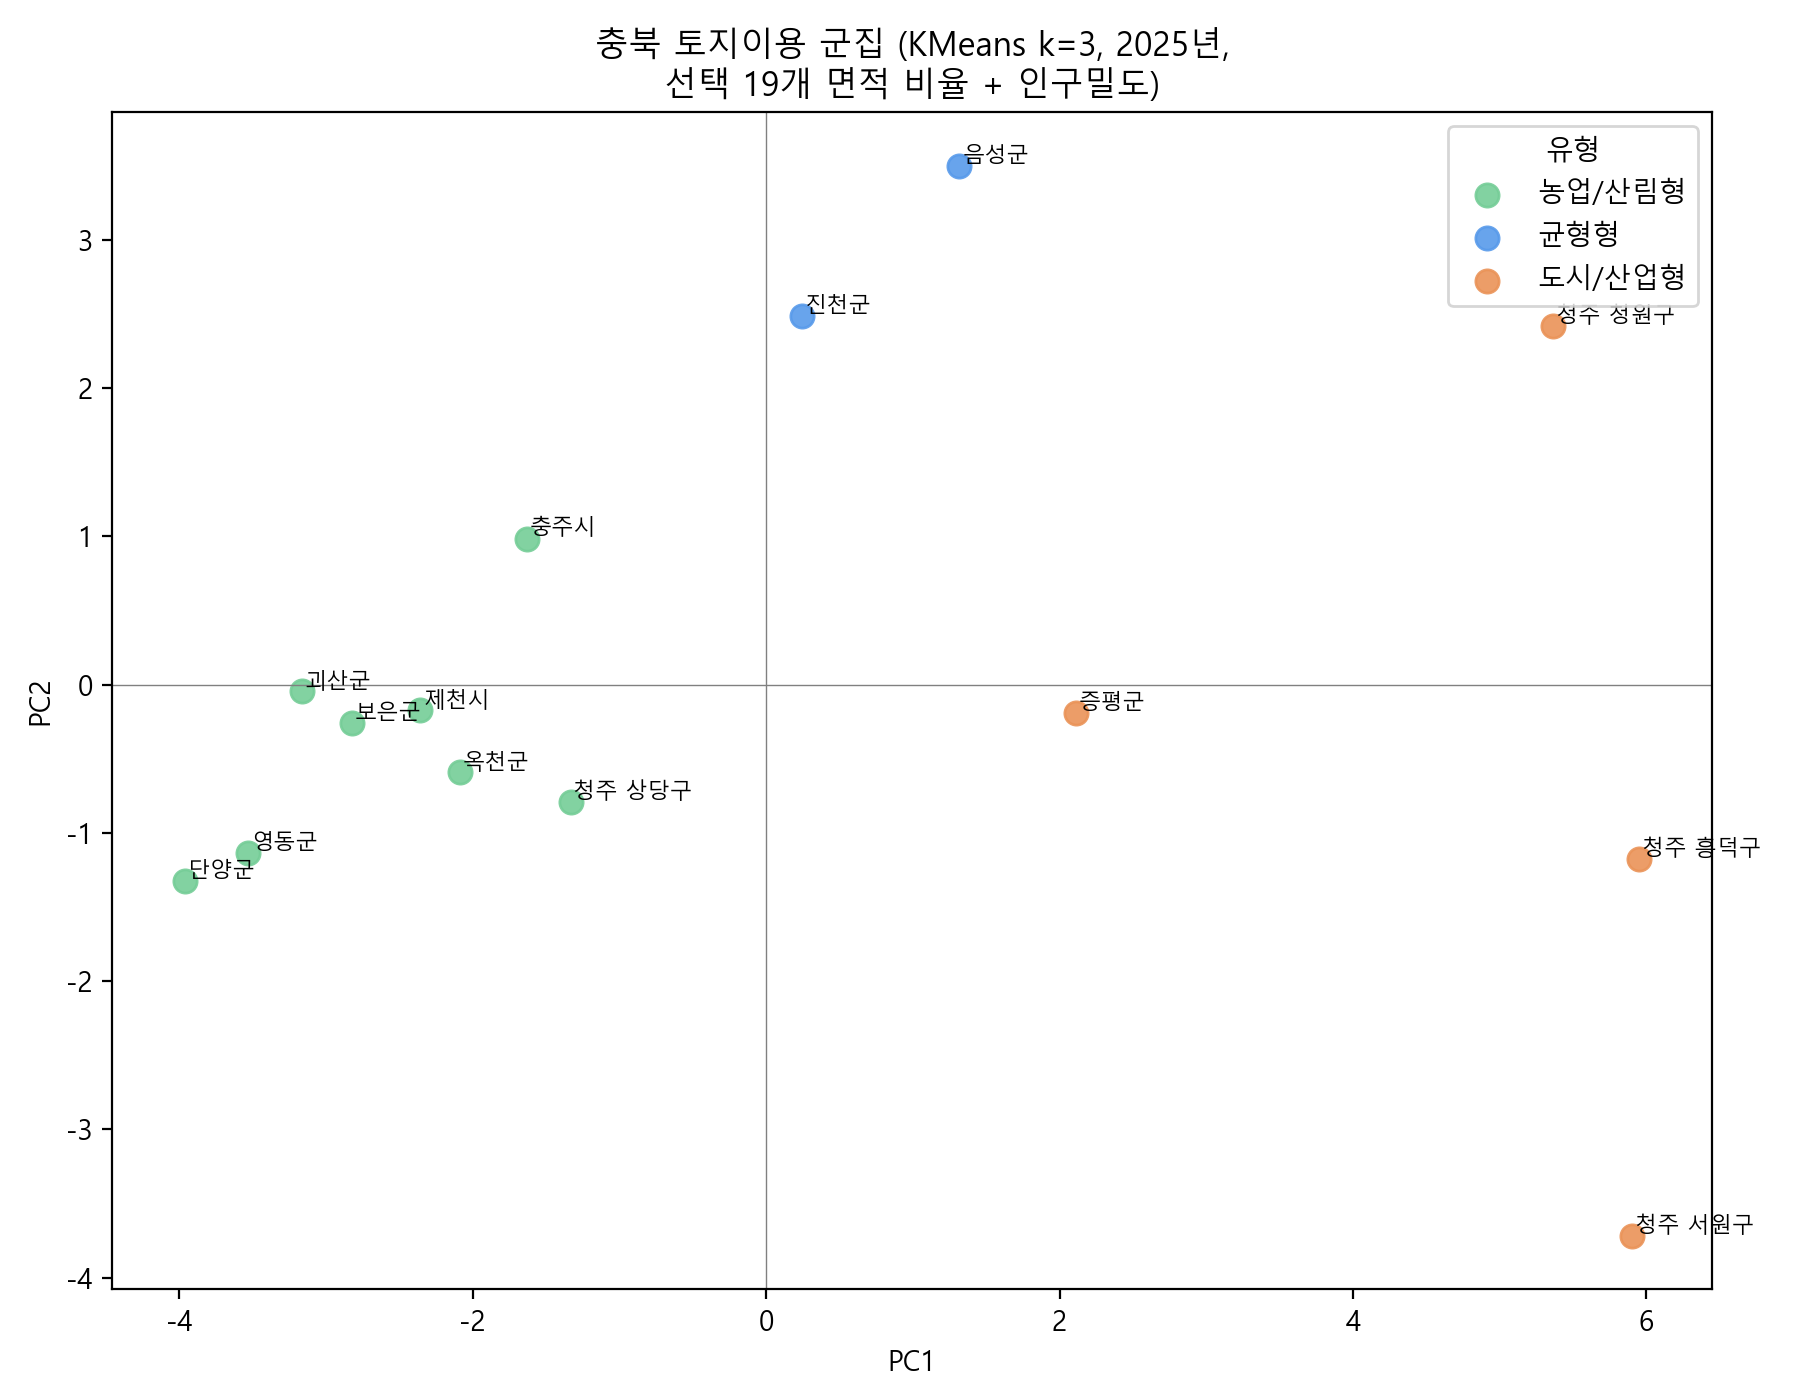 충북 토지이용 군집 (KMeans k=3, 2025년,
선택 19개 면적 비율 + 인구밀도)
유형
농업/산림형
균형형
도시/산업형
음성군
진천군
청주 청원구
충주시
괴산군
보은군
제천시
증평군
옥천군
청주 상당구
영동군
단양군
청주 흥덕구
청주 서원구
3
2
1
0
-1
-2
-3
-4
PC2
-4
-2
0
2
4
6
PC1